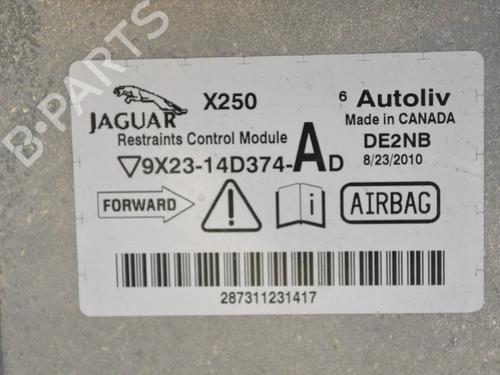 B-PARTS
JAGUAR
X250
6 Autoliv
Made in CANADA
Restraints Control Module
DE2NB
9X23-14D374-AD
8/23/2010
FORWARD
AIRBAG
287311231417